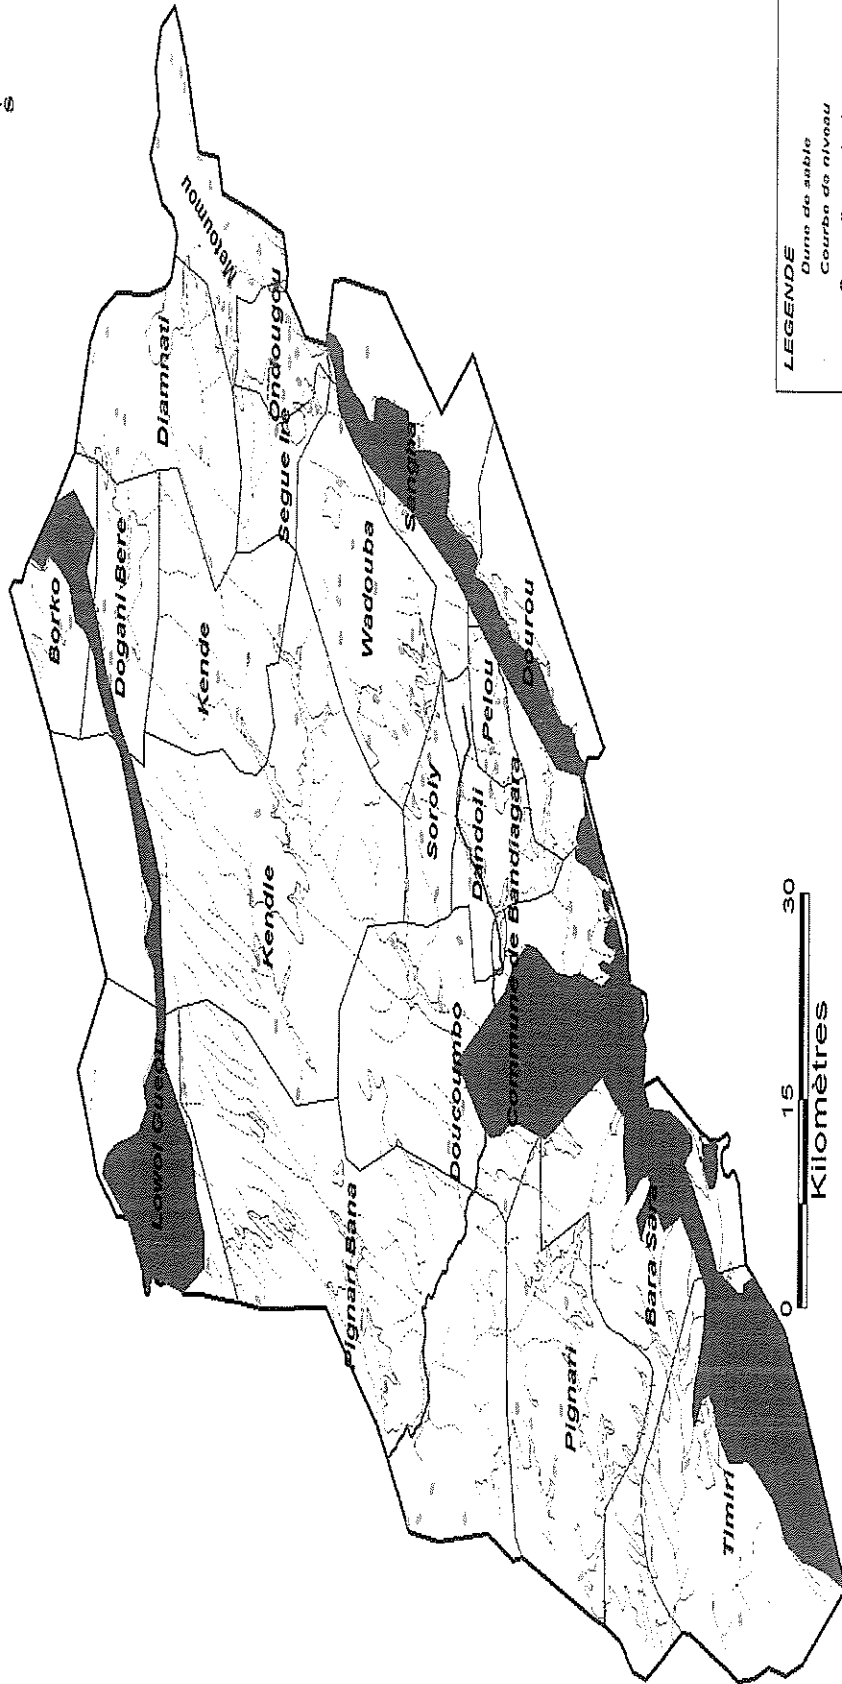 Metoumou
Diamnati
Ondougou
Segue Ire
Borko
Dogani Bere
Kende
Wadouba
Sangha
Dourou
Pelou
Soroly
Dandoli
Commune de Bandiagara
Kendie
Doucoumbo
Lowol Gueou
Pignari Bana
Pignari
Bara Sara
Timiri
0 15 30
Kilomètres
LEGENDE
Dune de sable
Courbe de niveau